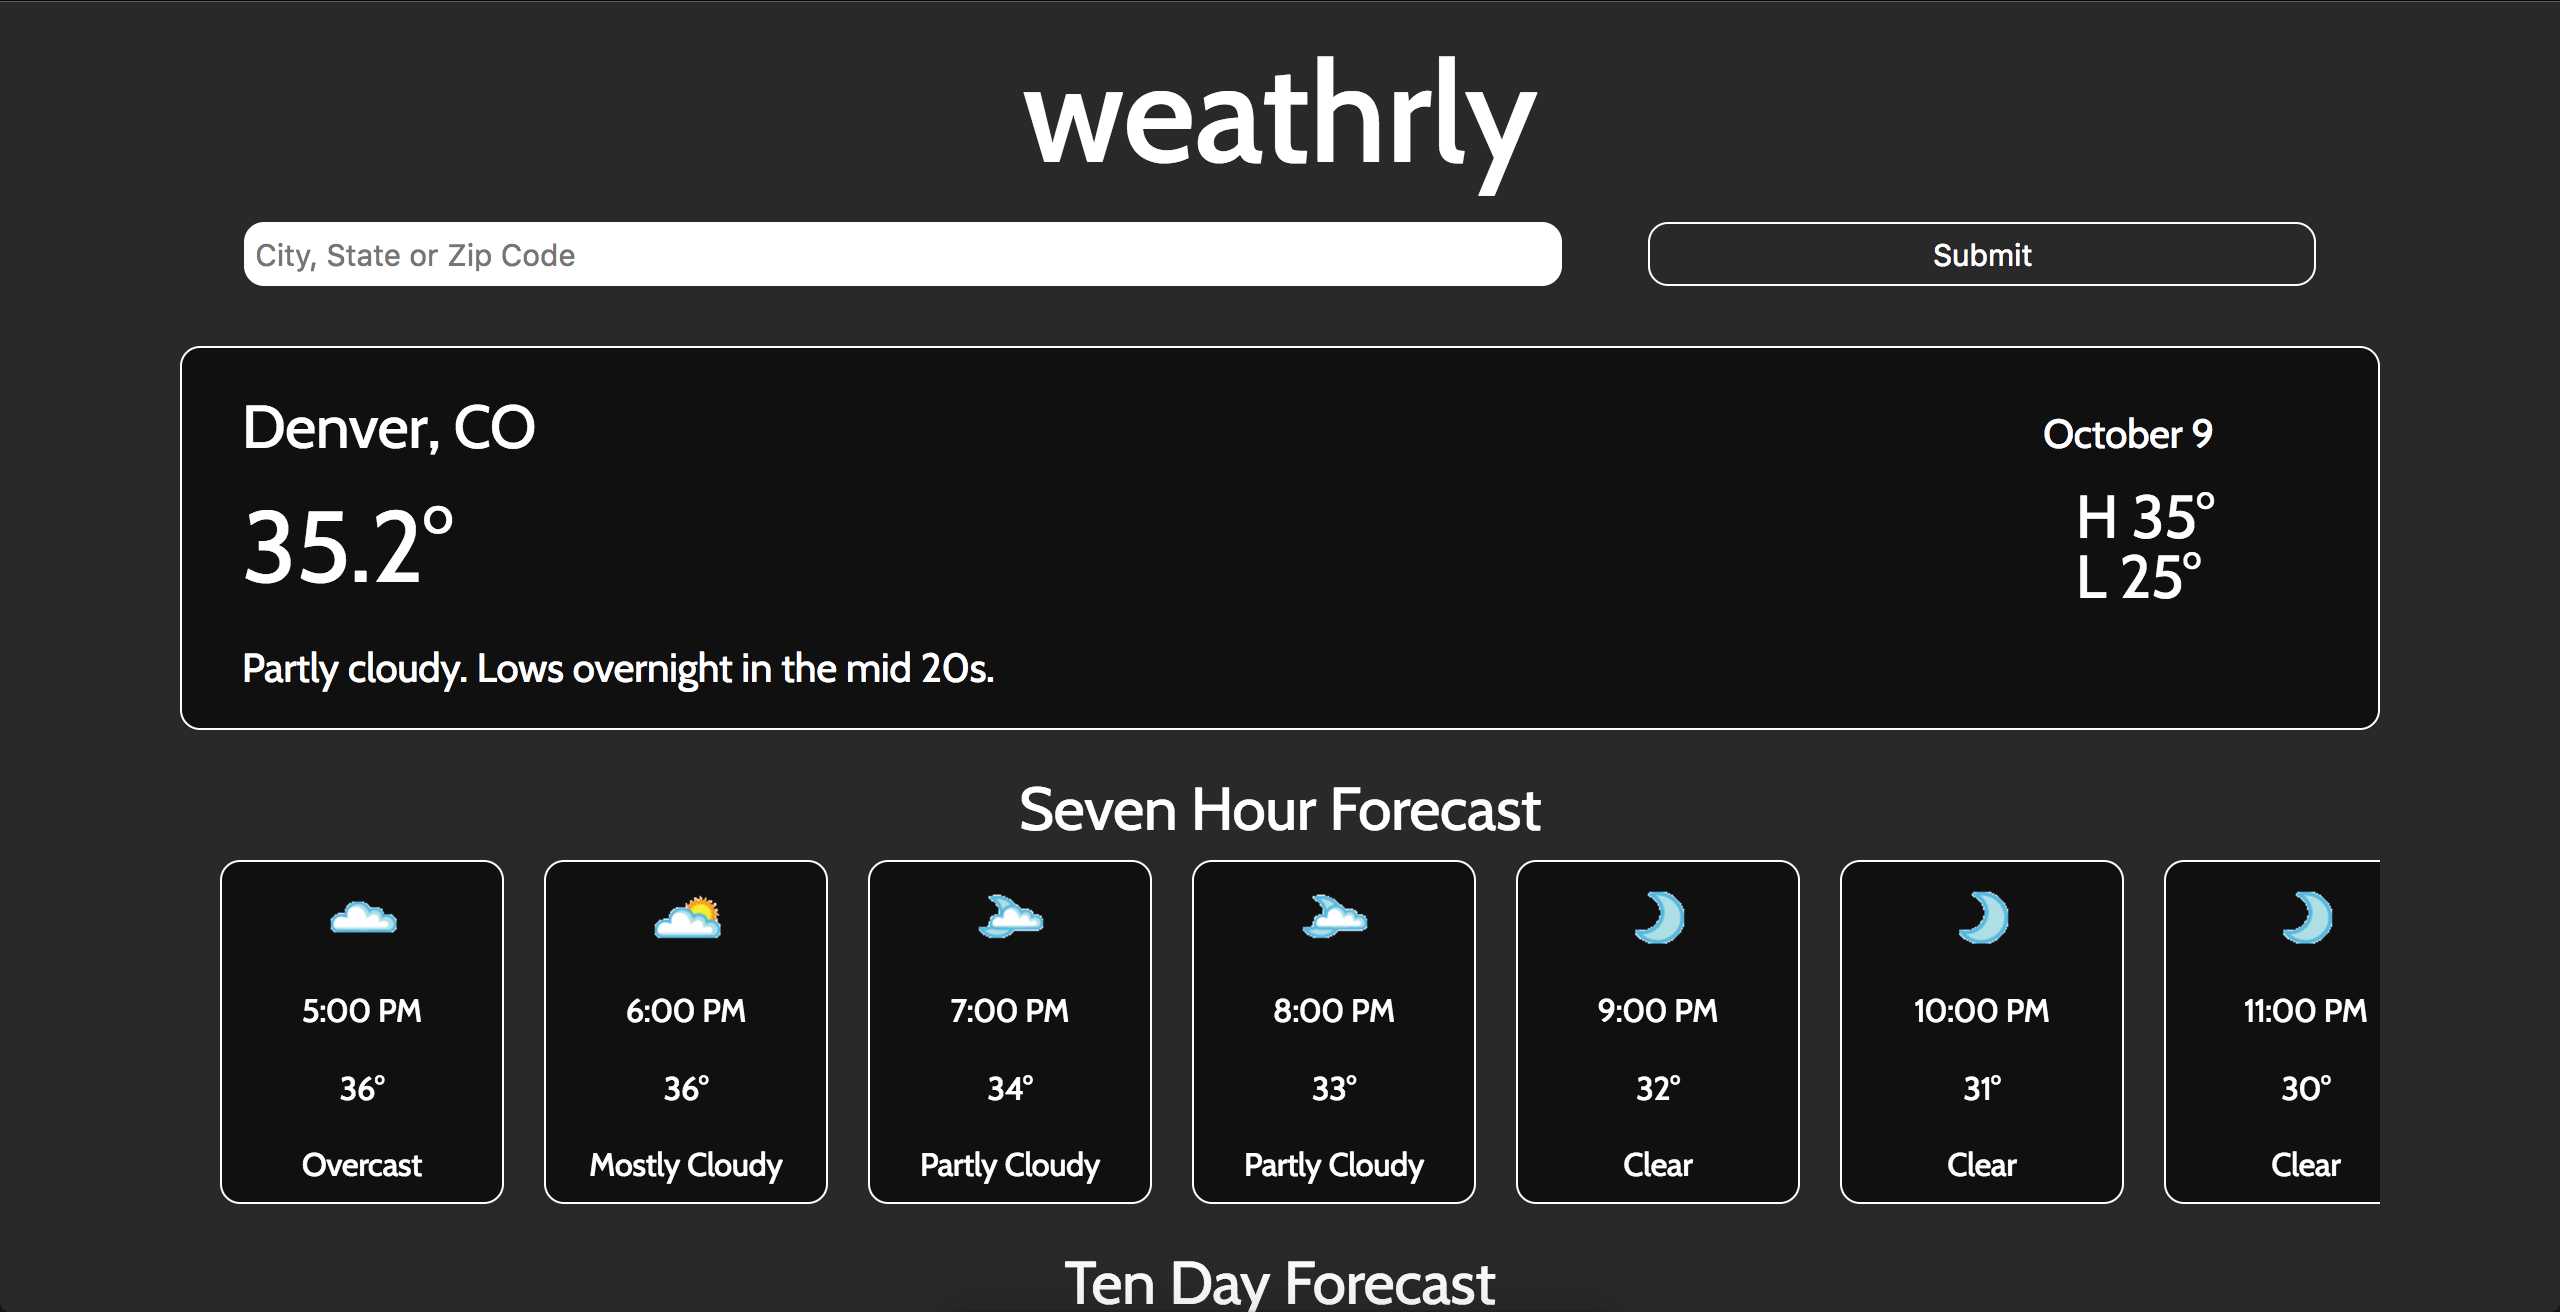 weathrly
City, State or Zip Code
Submit
Denver, CO
October 9
35.2°
H 35°
L 25°
Partly cloudy. Lows overnight in the mid 20s.
Seven Hour Forecast
5:00 PM
36°
Overcast
6:00 PM
36°
Mostly Cloudy
7:00 PM
34°
Partly Cloudy
8:00 PM
33°
Partly Cloudy
9:00 PM
32°
Clear
10:00 PM
31°
Clear
11:00 PM
30°
Clear
Ten Day Forecast